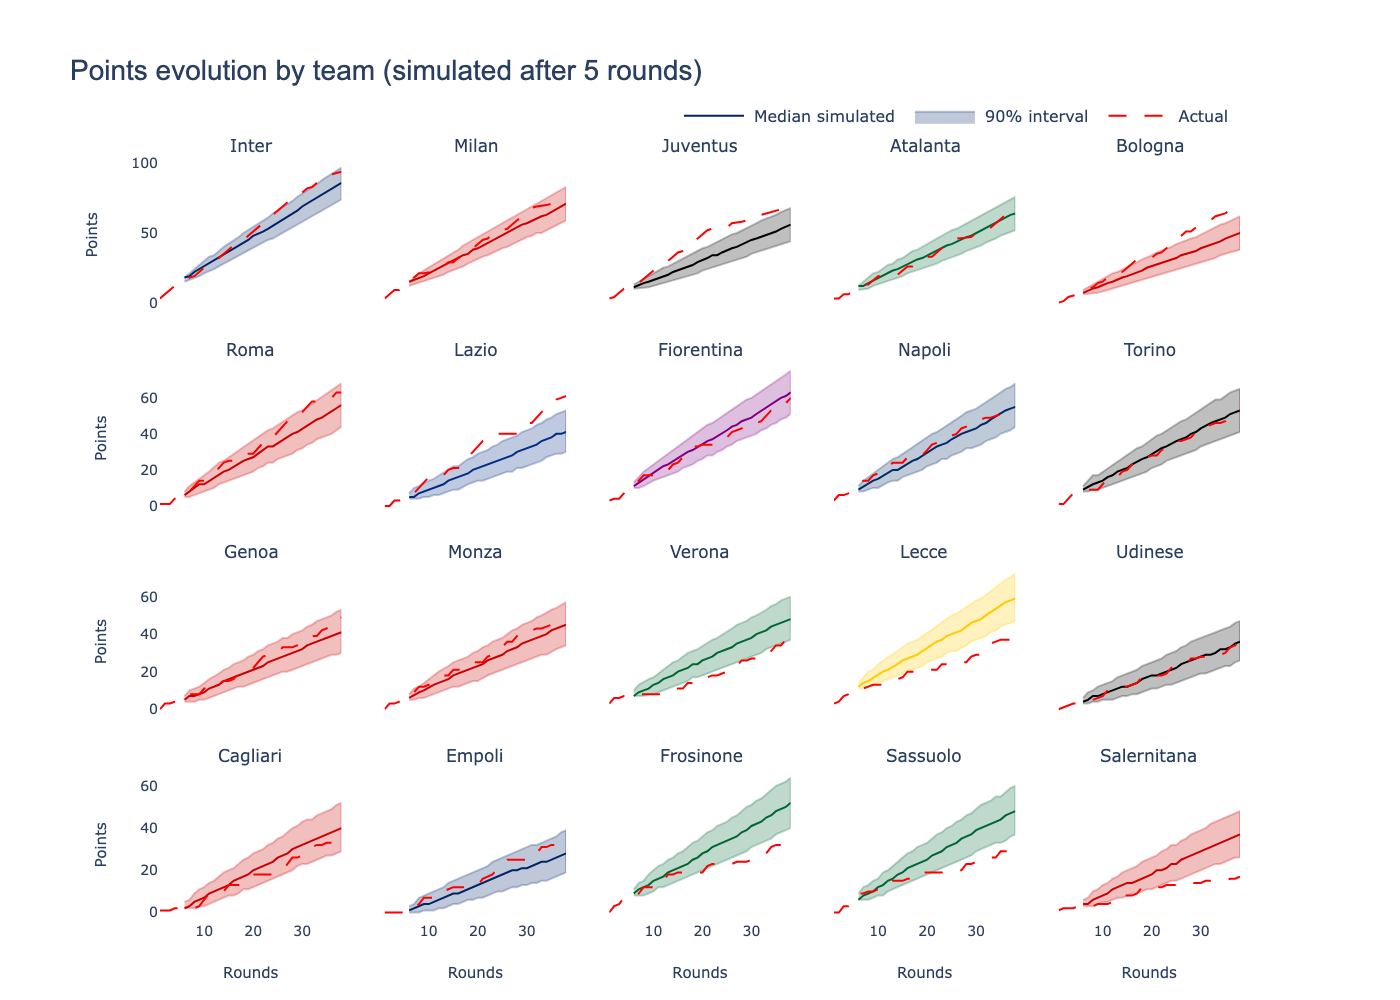 Points evolution by team (simulated after 5 rounds)
Median simulated 90% interval Actual
Inter Milan Juventus Atalanta Bologna
100
50
0
Points
Roma Lazio Fiorentina Napoli Torino
60
40
20
0
Points
Genoa Monza Verona Lecce Udinese
60
40
20
0
Points
Cagliari Empoli Frosinone Sassuolo Salernitana
60
40
20
0
Points
10 20 30 10 20 30 10 20 30 10 20 30 10 20 30
Rounds Rounds Rounds Rounds Rounds